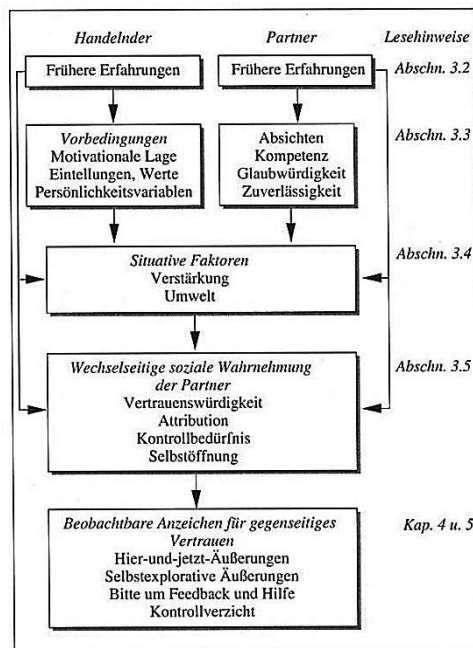 Handelnder Partner Lesehinweise
Frühere Erfahrungen Frühere Erfahrungen Abschn. 3.2
Vorbedingungen
Motivationale Lage
Eintellungen, Werte
Persönlichkeitsvariablen
Absichten
Kompetenz
Glaubwürdigkeit
Zuverlässigkeit
Abschn. 3.3
Situative Faktoren
Verstärkung
Umwelt
Abschn. 3.4
Wechselseitige soziale Wahrnehmung
der Partner
Vertrauenswürdigkeit
Attribution
Kontrollbedürfnis
Selbstöffnung
Abschn. 3.5
Beobachtbare Anzeichen für gegenseitiges
Vertrauen
Hier-und-jetzt-Äußerungen
Selbstexplorative Äußerungen
Bitte um Feedback und Hilfe
Kontrollverzicht
Kap. 4 u. 5